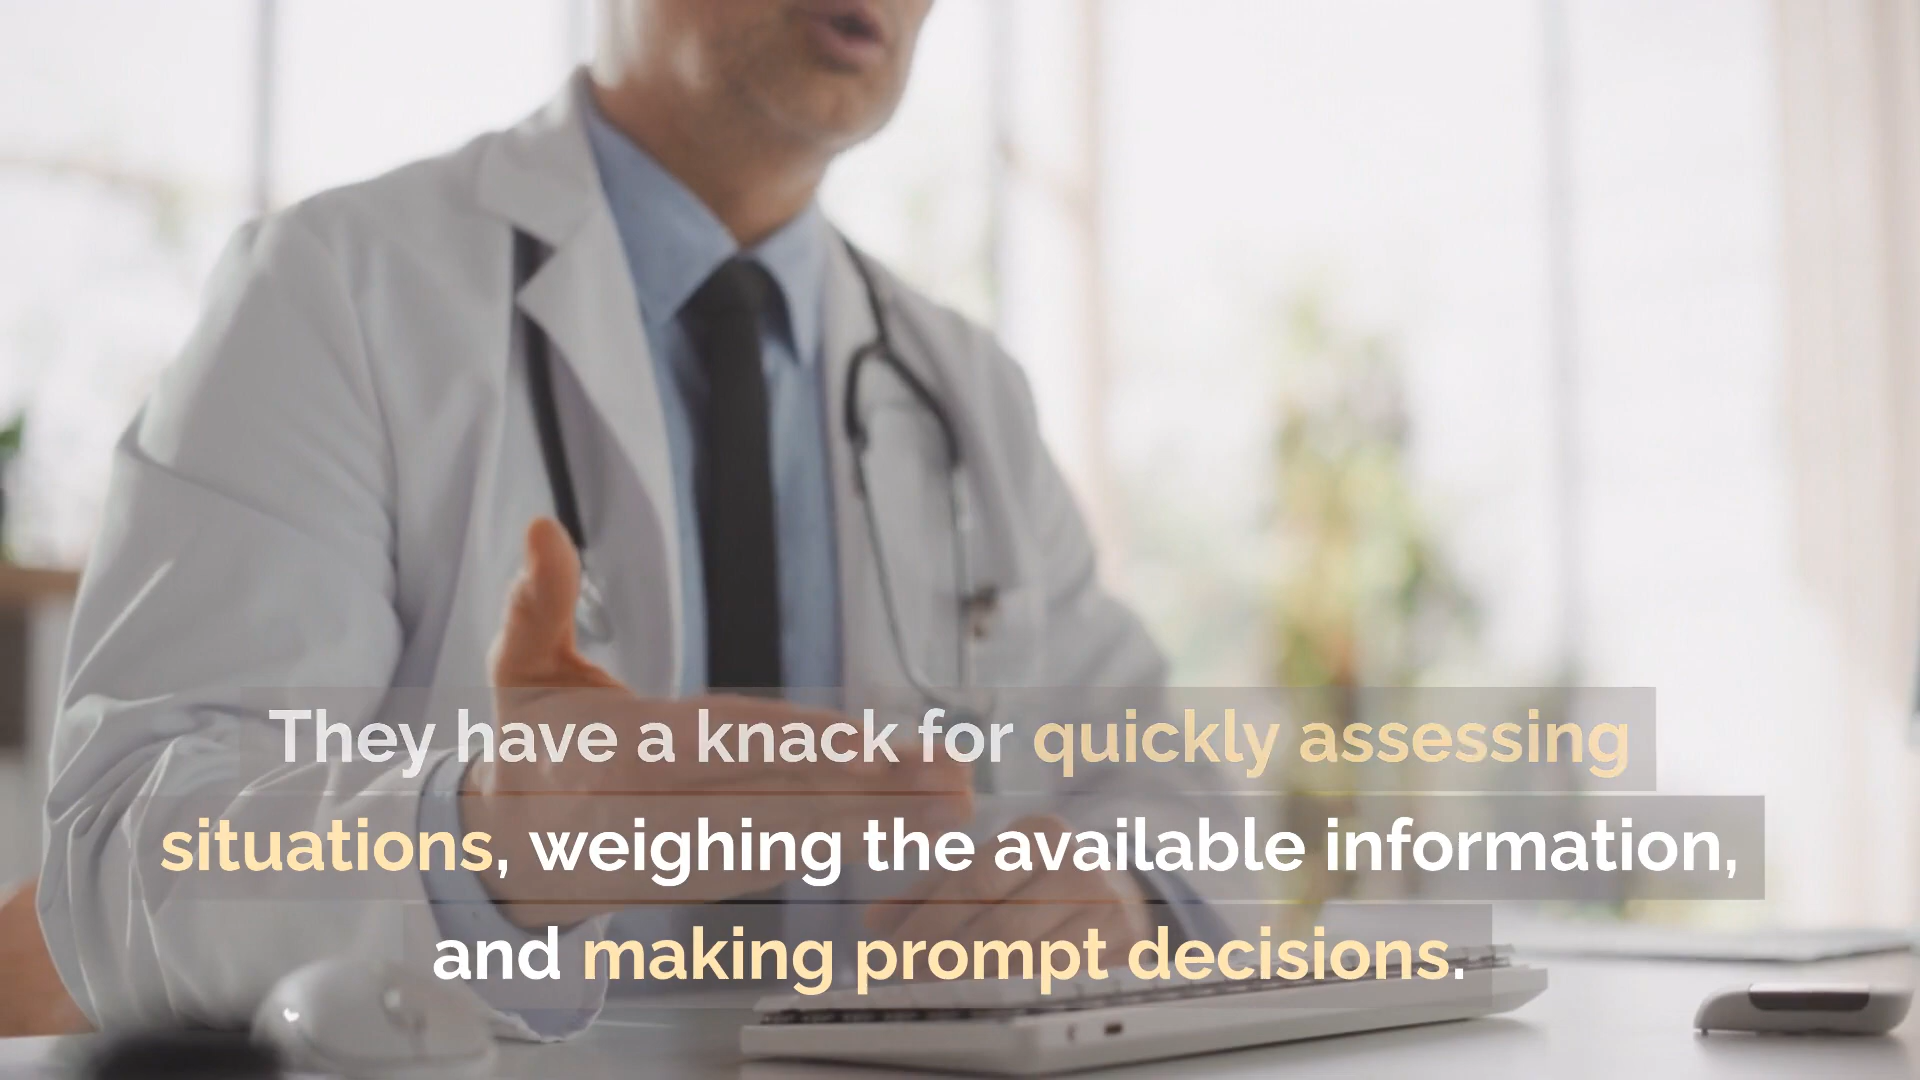 They have a knack for quickly assessing
situations, weighing the available information,
and making prompt decisions.